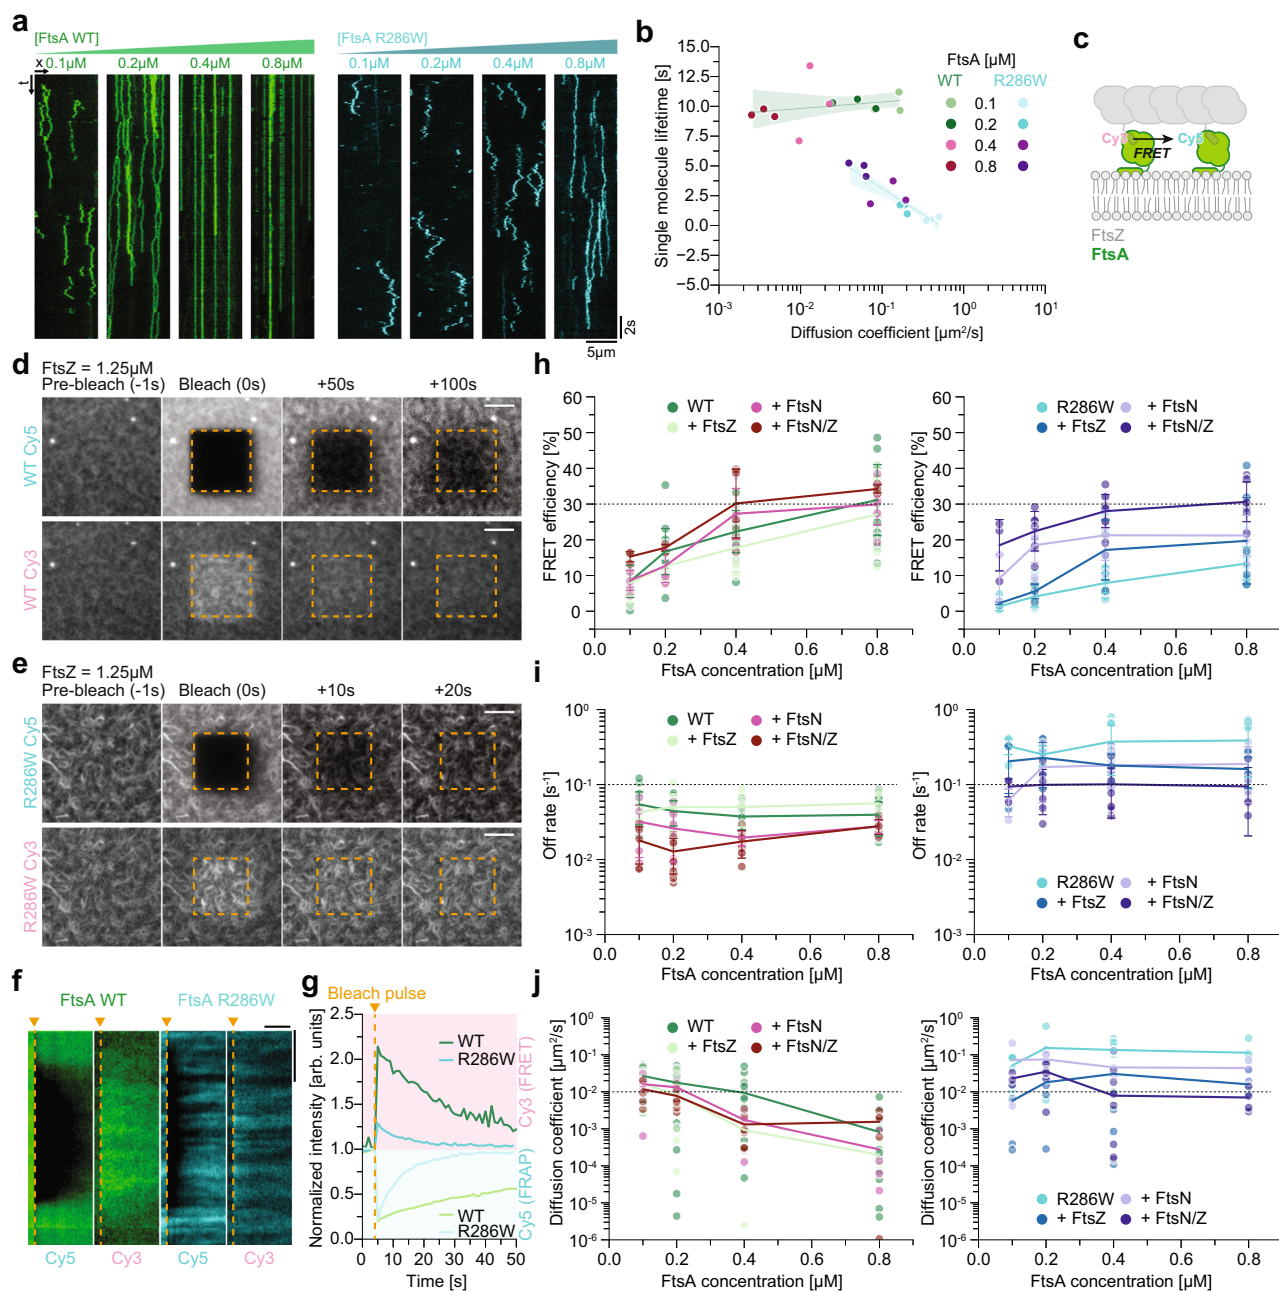 a
[FtsA WT]
[FtsA R286W]
x
t
0.1µM 0.2µM 0.4µM 0.8µM
0.1µM 0.2µM 0.4µM 0.8µM
2s
5µm
b
Single molecule lifetime [s]
15.0
12.5
10.0
7.5
5.0
2.5
0.0
−2.5
−5.0
10⁻³ 10⁻² 10⁻¹ 10⁰ 10¹
Diffusion coefficient [µm²/s]
FtsA [µM]
WT R286W
0.1
0.2
0.4
0.8
c
Cy3 Cy5
FRET
FtsZ
FtsA
d
FtsZ = 1.25µM
Pre-bleach (-1s) Bleach (0s) +50s +100s
WT Cy5
WT Cy3
e
FtsZ = 1.25µM
Pre-bleach (-1s) Bleach (0s) +10s +20s
R286W Cy5
R286W Cy3
f
FtsA WT FtsA R286W
Cy5 Cy3 Cy5 Cy3
g
Bleach pulse
Normalized intensity [arb. units]
2.5
2.0
1.5
1.0
0.5
0.0
WT
R286W
WT
R286W
Cy3 (FRET)
Cy5 (FRAP)
0 10 20 30 40 50
Time [s]
h
FRET efficiency [%]
60
50
40
30
20
10
0
WT + FtsN
+ FtsZ + FtsN/Z
0.0 0.2 0.4 0.6 0.8
FtsA concentration [µM]
FRET efficiency [%]
60
50
40
30
20
10
0
R286W + FtsN
+ FtsZ + FtsN/Z
0.0 0.2 0.4 0.6 0.8
FtsA concentration [µM]
i
Off rate [s⁻¹]
10⁰
10⁻¹
10⁻²
10⁻³
WT + FtsN
+ FtsZ + FtsN/Z
0.0 0.2 0.4 0.6 0.8
FtsA concentration [µM]
Off rate [s⁻¹]
10⁰
10⁻¹
10⁻²
10⁻³
R286W + FtsN
+ FtsZ + FtsN/Z
0.0 0.2 0.4 0.6 0.8
FtsA concentration [µM]
j
Diffusion coefficient [µm²/s]
10⁰
10⁻¹
10⁻²
10⁻³
10⁻⁴
10⁻⁵
10⁻⁶
WT + FtsN
+ FtsZ + FtsN/Z
0.0 0.2 0.4 0.6 0.8
FtsA concentration [µM]
Diffusion coefficient [µm²/s]
10⁰
10⁻¹
10⁻²
10⁻³
10⁻⁴
10⁻⁵
10⁻⁶
R286W + FtsN
+ FtsZ + FtsN/Z
0.0 0.2 0.4 0.6 0.8
FtsA concentration [µM]